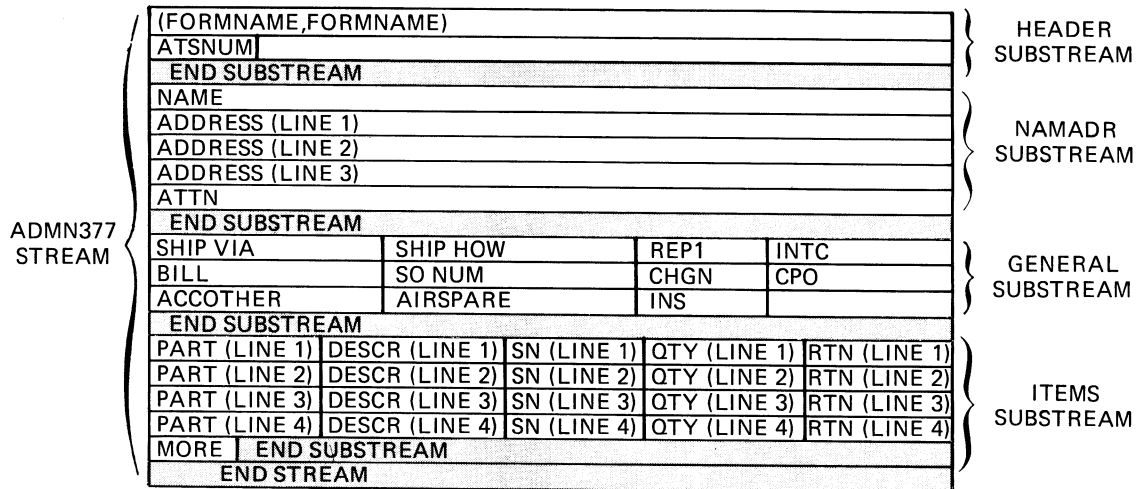 (FORMNAME,FORMNAME)
ATSNUM
END SUBSTREAM
HEADER
SUBSTREAM
NAME
ADDRESS (LINE 1)
ADDRESS (LINE 2)
ADDRESS (LINE 3)
ATTN
END SUBSTREAM
NAMADR
SUBSTREAM
ADMN377
STREAM
SHIP VIA SHIP HOW REP1 INTC
BILL SO NUM CHGN CPO
ACCOTHER AIRSPARE INS
END SUBSTREAM
GENERAL
SUBSTREAM
PART (LINE 1) DESCR (LINE 1) SN (LINE 1) QTY (LINE 1) RTN (LINE 1)
PART (LINE 2) DESCR (LINE 2) SN (LINE 2) QTY (LINE 2) RTN (LINE 2)
PART (LINE 3) DESCR (LINE 3) SN (LINE 3) QTY (LINE 3) RTN (LINE 3)
PART (LINE 4) DESCR (LINE 4) SN (LINE 4) QTY (LINE 4) RTN (LINE 4)
MORE END SUBSTREAM
END STREAM
ITEMS
SUBSTREAM